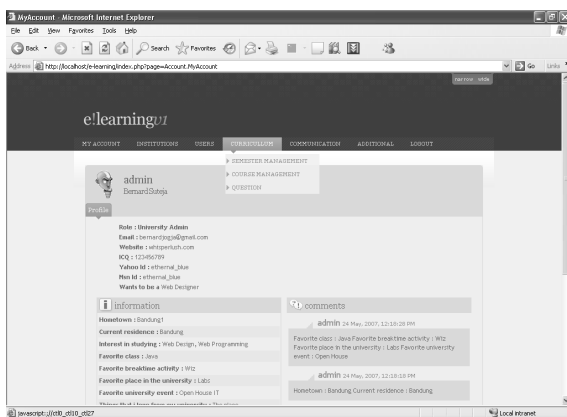 MyAccount - Microsoft Internet Explorer
File Edit View Favorites Tools Help
Back Search Favorites
Address http://localhost/e-learning/index.php?page=Account.MyAccount Go Links
narrow wide
e!learningv1
MY ACCOUNT INSTITUTIONS USERS CURRICULLUM COMMUNICATION ADDITIONAL LOGOUT
SEMESTER MANAGEMENT
COURSE MANAGEMENT
QUESTION
admin
Bernard Suteja
Profile
Role : University Admin
Email : bernardjogja@gmail.com
Website : whisperluch.com
ICQ : 123456789
Yahoo Id : ethernal_blue
Msn Id : ethernal_blue
Wants to be a Web Designer
information
Hometown : Bandung1
Current residence : Bandung
Interest in studying : Web Design, Web Programming
Favorite class : Java
Favorite breaktime activity : Wtz
Favorite place in the university : Labs
Favorite university event : Open House IT
comments
admin 24 May, 2007, 12:18:28 PM
Favorite class : Java Favorite breaktime activity : Wtz
Favorite place in the university : Labs Favorite university
event : Open House
admin 24 May, 2007, 12:18:18 PM
Hometown : Bandung Current residence : Bandung
javascript:;//ctl0_ctl10_ctl27 Local intranet